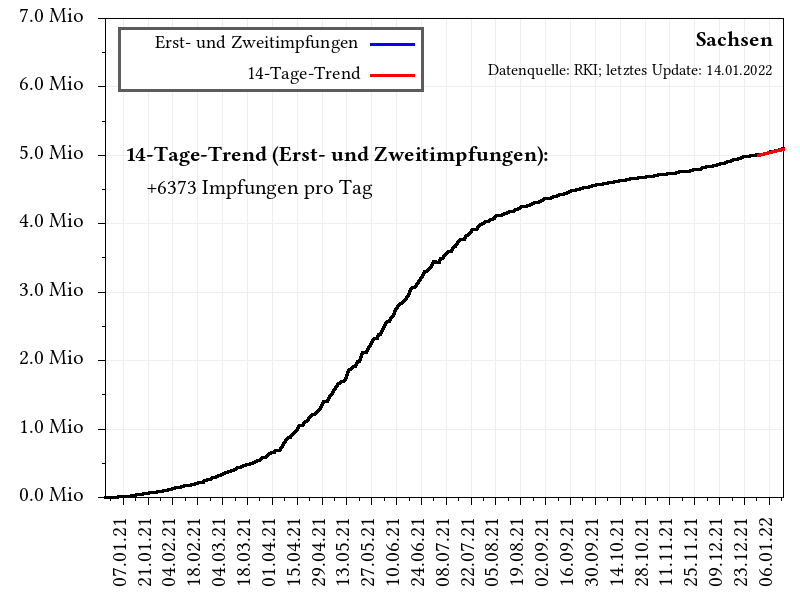 7.0 Mio
Erst- und Zweitimpfungen
Sachsen
14-Tage-Trend
Datenquelle: RKI; letztes Update: 14.01.2022
6.0 Mio
5.0 Mio
14-Tage-Trend (Erst- und Zweitimpfungen):
+6373 Impfungen pro Tag
4.0 Mio
3.0 Mio
2.0 Mio
1.0 Mio
0.0 Mio
07.01.21
21.01.21
04.02.21
18.02.21
04.03.21
18.03.21
01.04.21
15.04.21
29.04.21
13.05.21
27.05.21
10.06.21
24.06.21
08.07.21
22.07.21
05.08.21
19.08.21
02.09.21
16.09.21
30.09.21
14.10.21
28.10.21
11.11.21
25.11.21
09.12.21
23.12.21
06.01.22